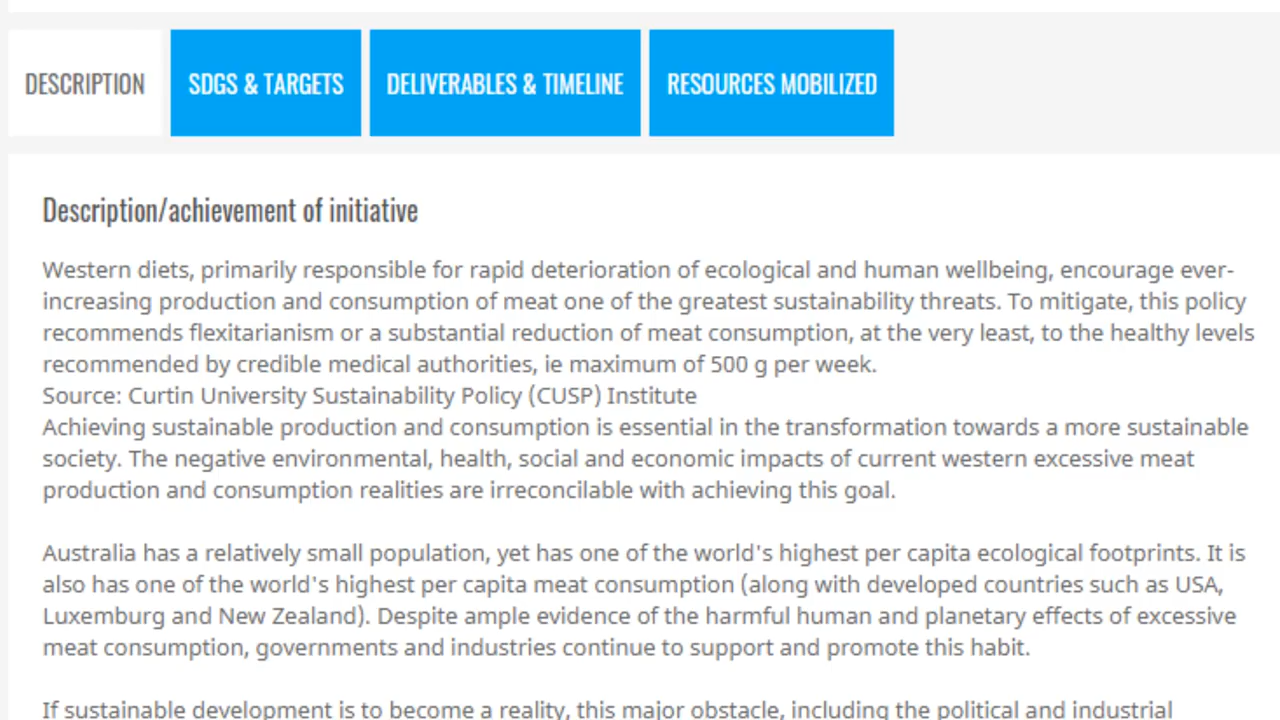 DESCRIPTION SDGS & TARGETS DELIVERABLES & TIMELINE RESOURCES MOBILIZED
Description/achievement of initiative
Western diets, primarily responsible for rapid deterioration of ecological and human wellbeing, encourage ever-
increasing production and consumption of meat one of the greatest sustainability threats. To mitigate, this policy
recommends flexitarianism or a substantial reduction of meat consumption, at the very least, to the healthy levels
recommended by credible medical authorities, ie maximum of 500 g per week.
Source: Curtin University Sustainability Policy (CUSP) Institute
Achieving sustainable production and consumption is essential in the transformation towards a more sustainable
society. The negative environmental, health, social and economic impacts of current western excessive meat
production and consumption realities are irreconcilable with achieving this goal.
Australia has a relatively small population, yet has one of the world's highest per capita ecological footprints. It is
also has one of the world's highest per capita meat consumption (along with developed countries such as USA,
Luxemburg and New Zealand). Despite ample evidence of the harmful human and planetary effects of excessive
meat consumption, governments and industries continue to support and promote this habit.
If sustainable development is to become a reality, this major obstacle, including the political and industrial